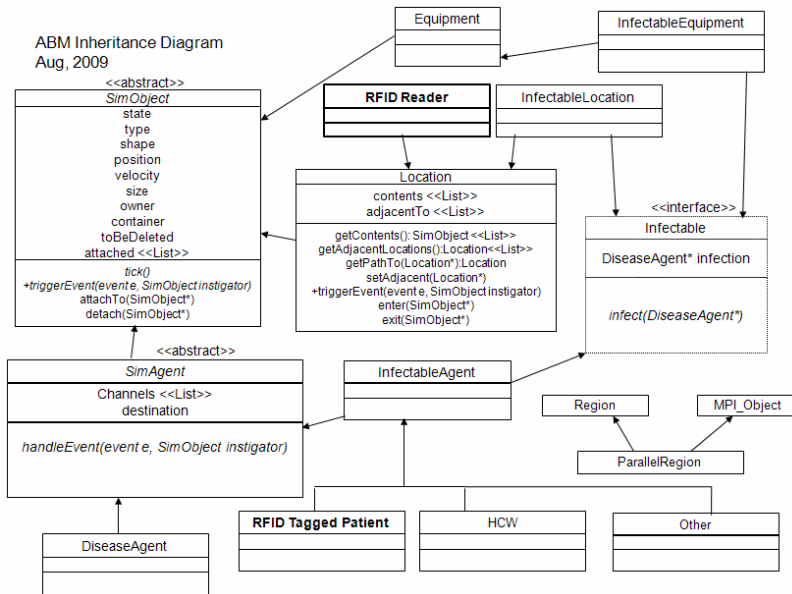 ABM Inheritance Diagram
Aug, 2009
Equipment
InfectableEquipment
<<abstract>>
SimObject
state
type
shape
position
velocity
size
owner
container
toBeDeleted
attached <<List>>
tick()
+triggerEvent(event e, SimObject instigator)
attachTo(SimObject*)
detach(SimObject*)
RFID Reader
InfectableLocation
Location
contents <<List>>
adjacentTo <<List>>
getContents(): SimObject <<List>>
getAdjacentLocations():Location<<List>>
getPathTo(Location*):Location
setAdjacent(Location*)
+triggerEvent(event e, SimObject instigator)
enter(SimObject*)
exit(SimObject*)
<<interface>>
Infectable
DiseaseAgent* infection
infect(DiseaseAgent*)
<<abstract>>
SimAgent
Channels <<List>>
destination
handleEvent(event e, SimObject instigator)
InfectableAgent
Region
MPI_Object
ParallelRegion
RFID Tagged Patient
HCW
Other
DiseaseAgent